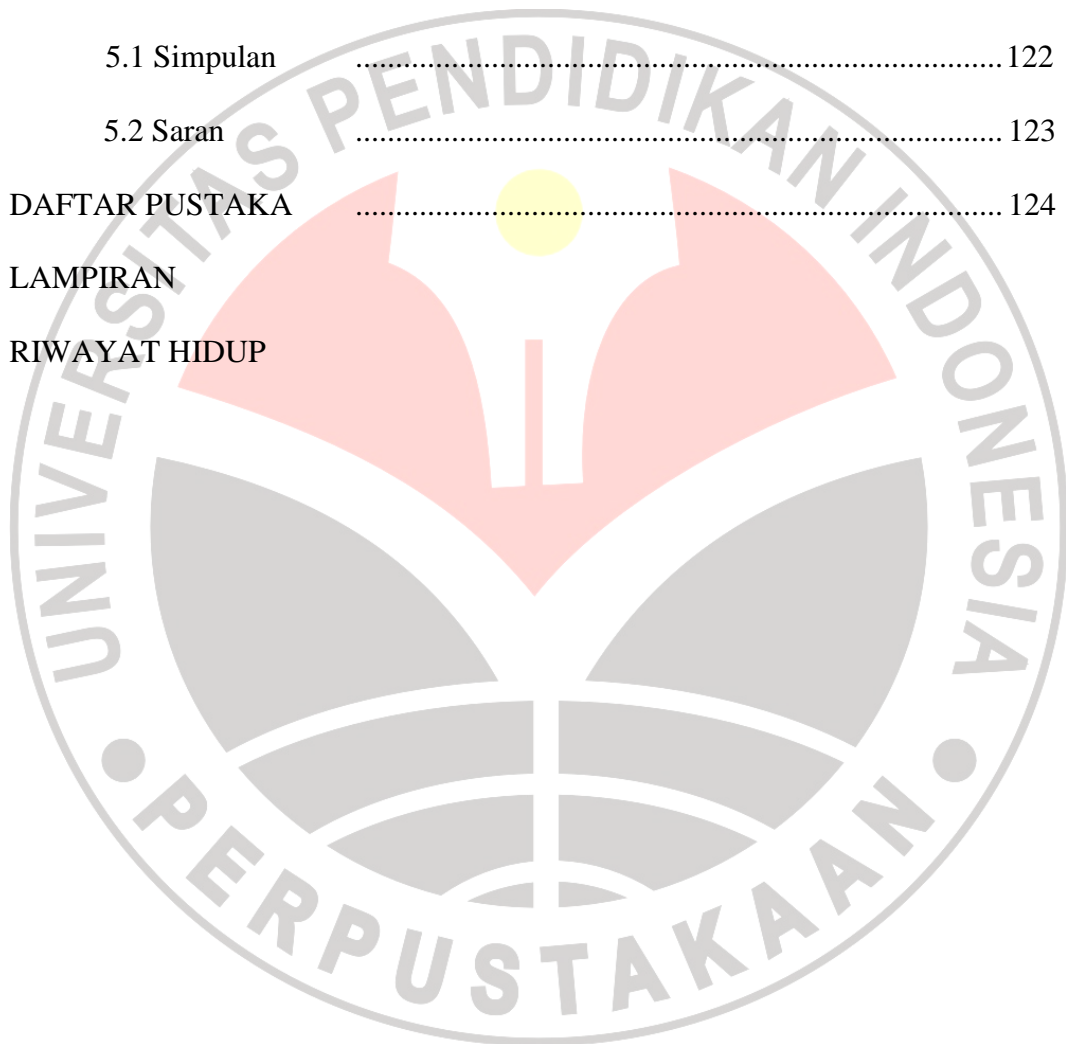 5.1 Simpulan ................................................................................ 122
5.2 Saran ................................................................................ 123
DAFTAR PUSTAKA ................................................................................ 124
LAMPIRAN
RIWAYAT HIDUP
UNIVERSITAS PENDIDIKAN INDONESIA
PERPUSTAKAAN